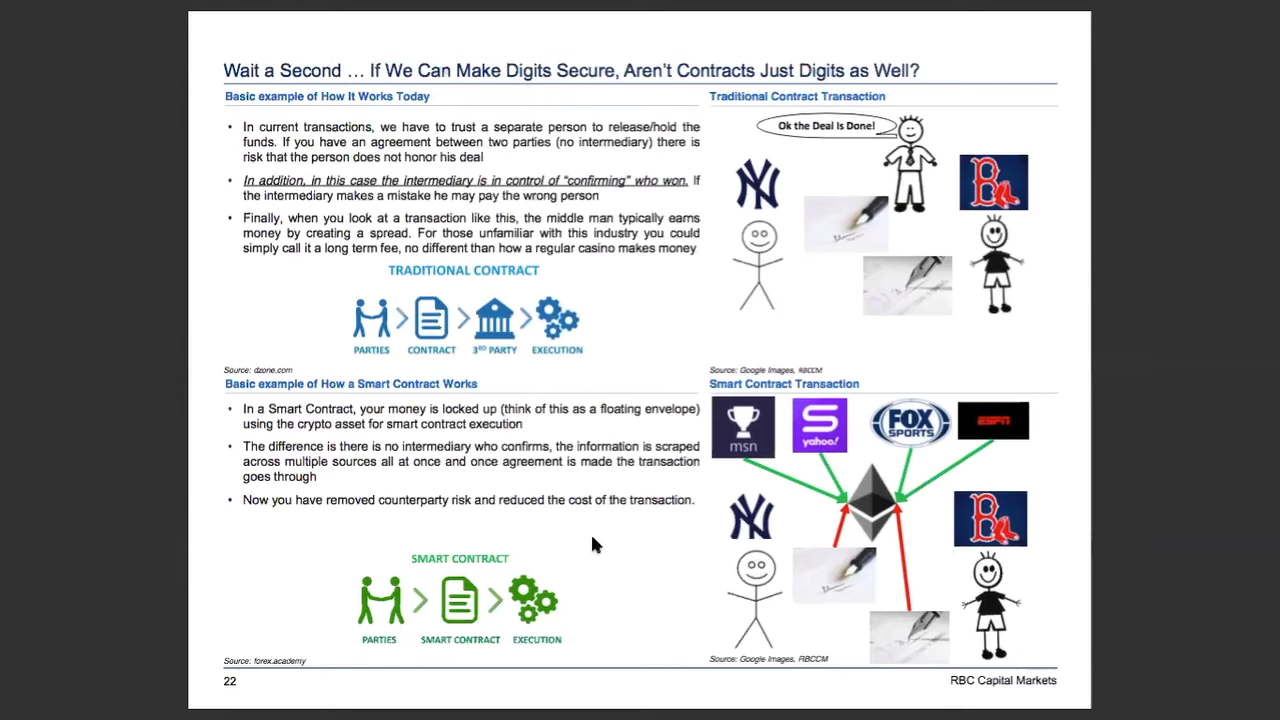 Wait a Second … If We Can Make Digits Secure, Aren't Contracts Just Digits as Well?
Basic example of How It Works Today
• In current transactions, we have to trust a separate person to release/hold the
funds. If you have an agreement between two parties (no intermediary) there is
risk that the person does not honor his deal
• In addition, in this case the intermediary is in control of “confirming” who won. If
the intermediary makes a mistake he may pay the wrong person
• Finally, when you look at a transaction like this, the middle man typically earns
money by creating a spread. For those unfamiliar with this industry you could
simply call it a long term fee, no different than how a regular casino makes money
TRADITIONAL CONTRACT
PARTIES
CONTRACT
3RD PARTY
EXECUTION
Source: dzone.com
Traditional Contract Transaction
Ok the Deal Is Done!
NY
B
Source: Google Images, RBCCM
Basic example of How a Smart Contract Works
• In a Smart Contract, your money is locked up (think of this as a floating envelope)
using the crypto asset for smart contract execution
• The difference is there is no intermediary who confirms, the information is scraped
across multiple sources all at once and once agreement is made the transaction
goes through
• Now you have removed counterparty risk and reduced the cost of the transaction.
SMART CONTRACT
PARTIES
SMART CONTRACT
EXECUTION
Source: forex.academy
Smart Contract Transaction
msn
S
yahoo!
FOX
SPORTS
ESPN
NY
B
Source: Google Images, RBCCM
22
RBC Capital Markets